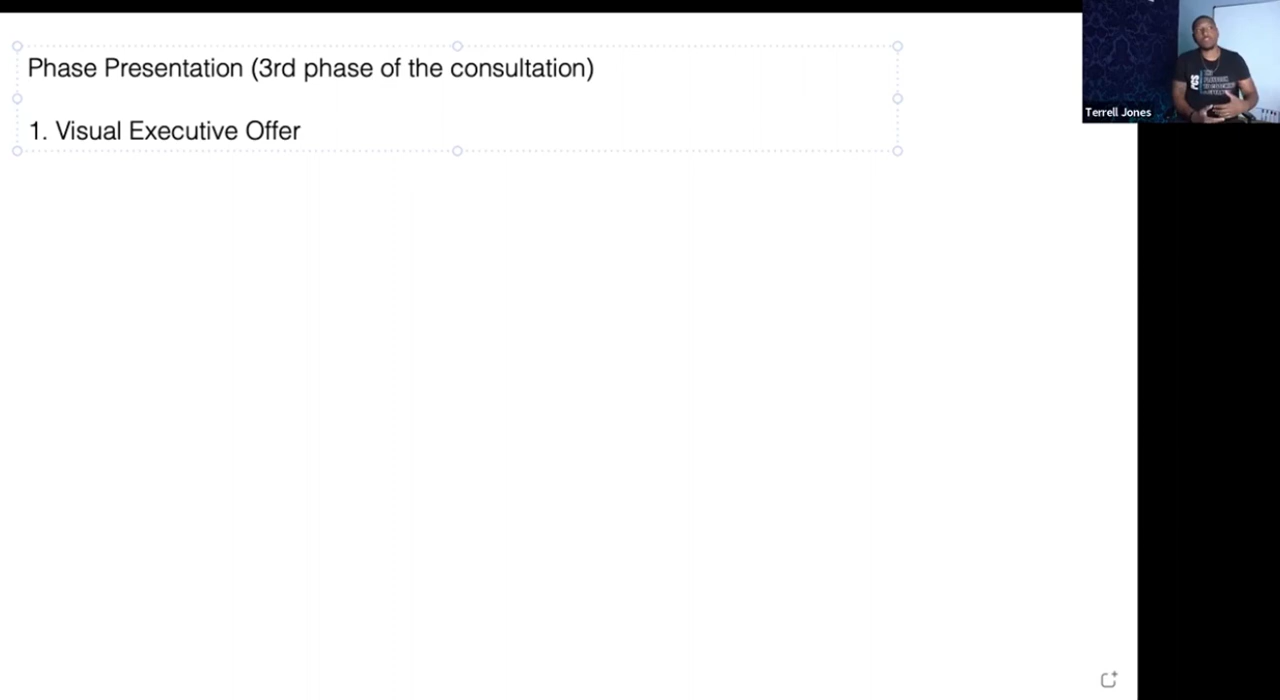 Phase Presentation (3rd phase of the consultation)
1. Visual Executive Offer
Terrell Jones